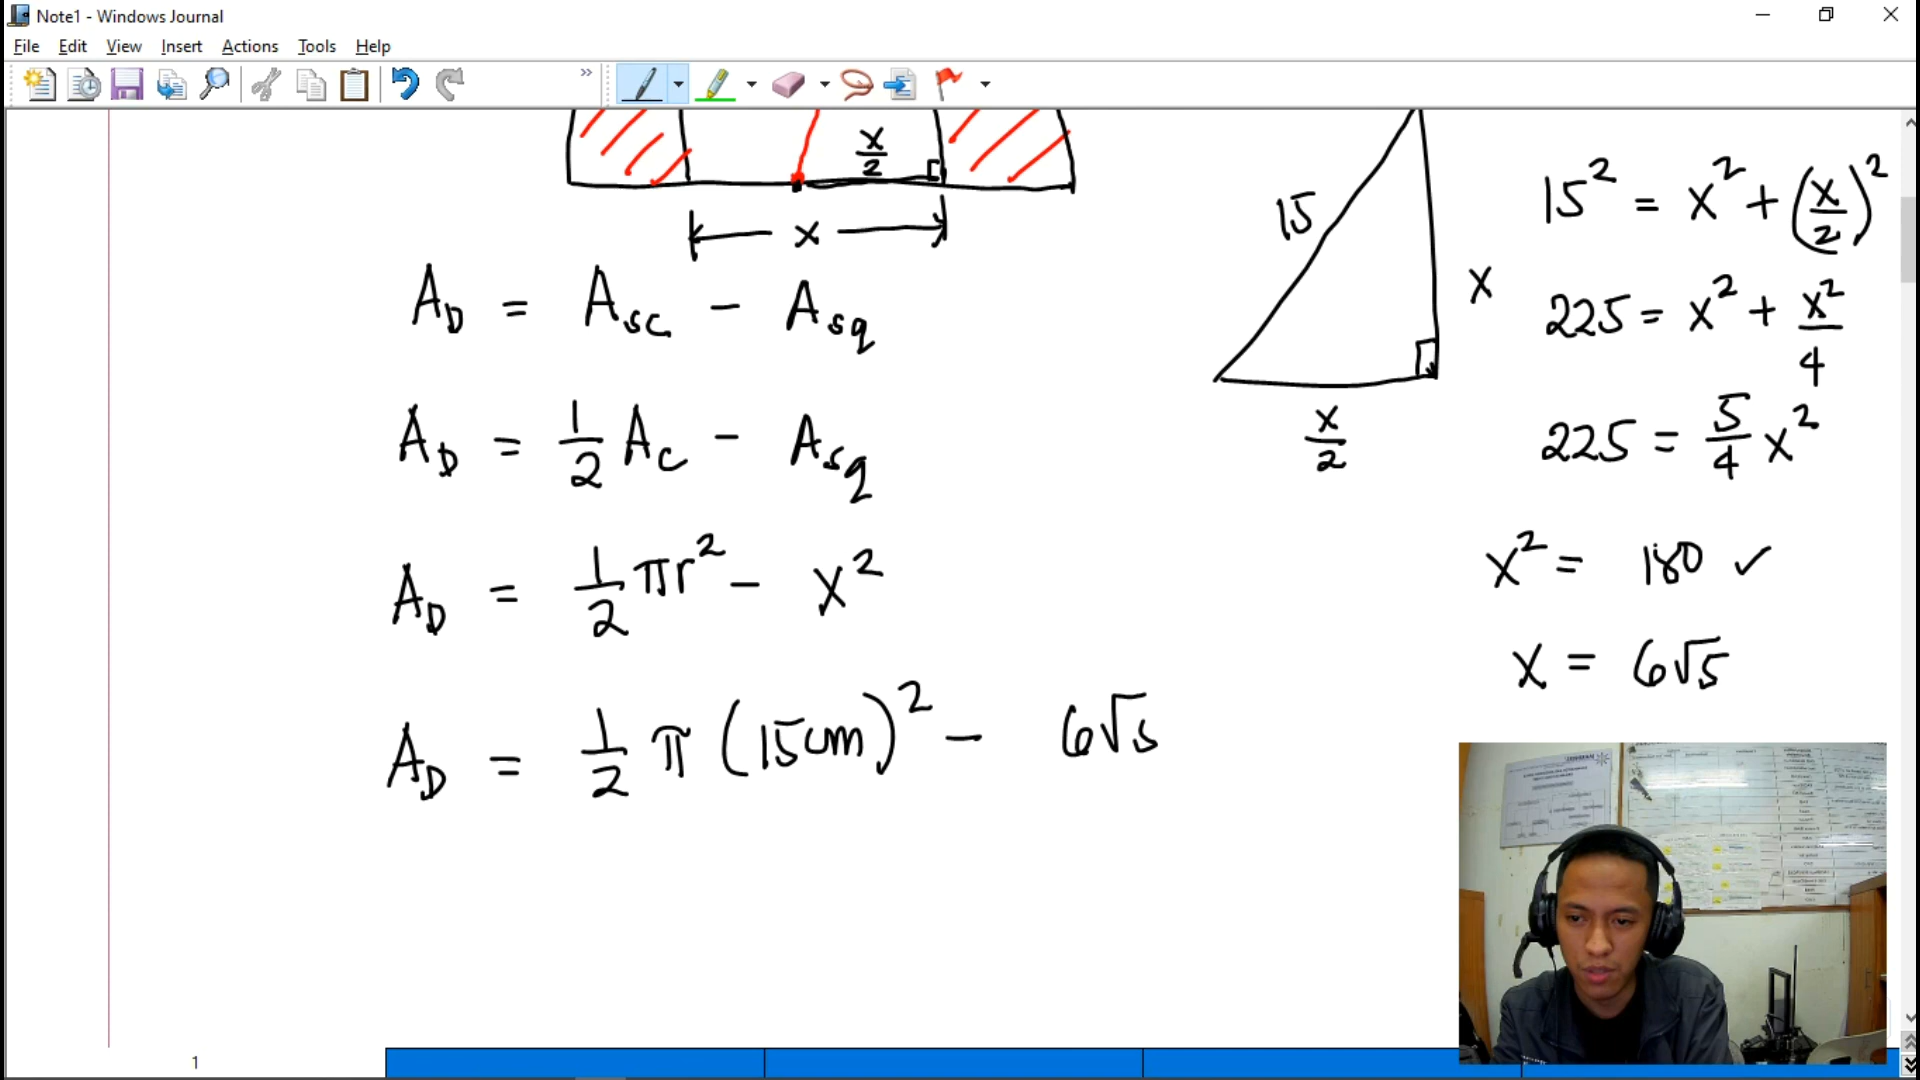 Note1 - Windows Journal
File Edit View Insert Actions Tools Help
x/2
x
A_D = A_sc - A_sq
A_D = 1/2 A_C - A_sq
A_D = 1/2 πr² - x²
A_D = 1/2 π (15cm)² - 6√5
15
x
x/2
15² = x² + (x/2)²
225 = x² + x²/4
225 = 5/4 x²
x² = 180 ✓
x = 6√5
1